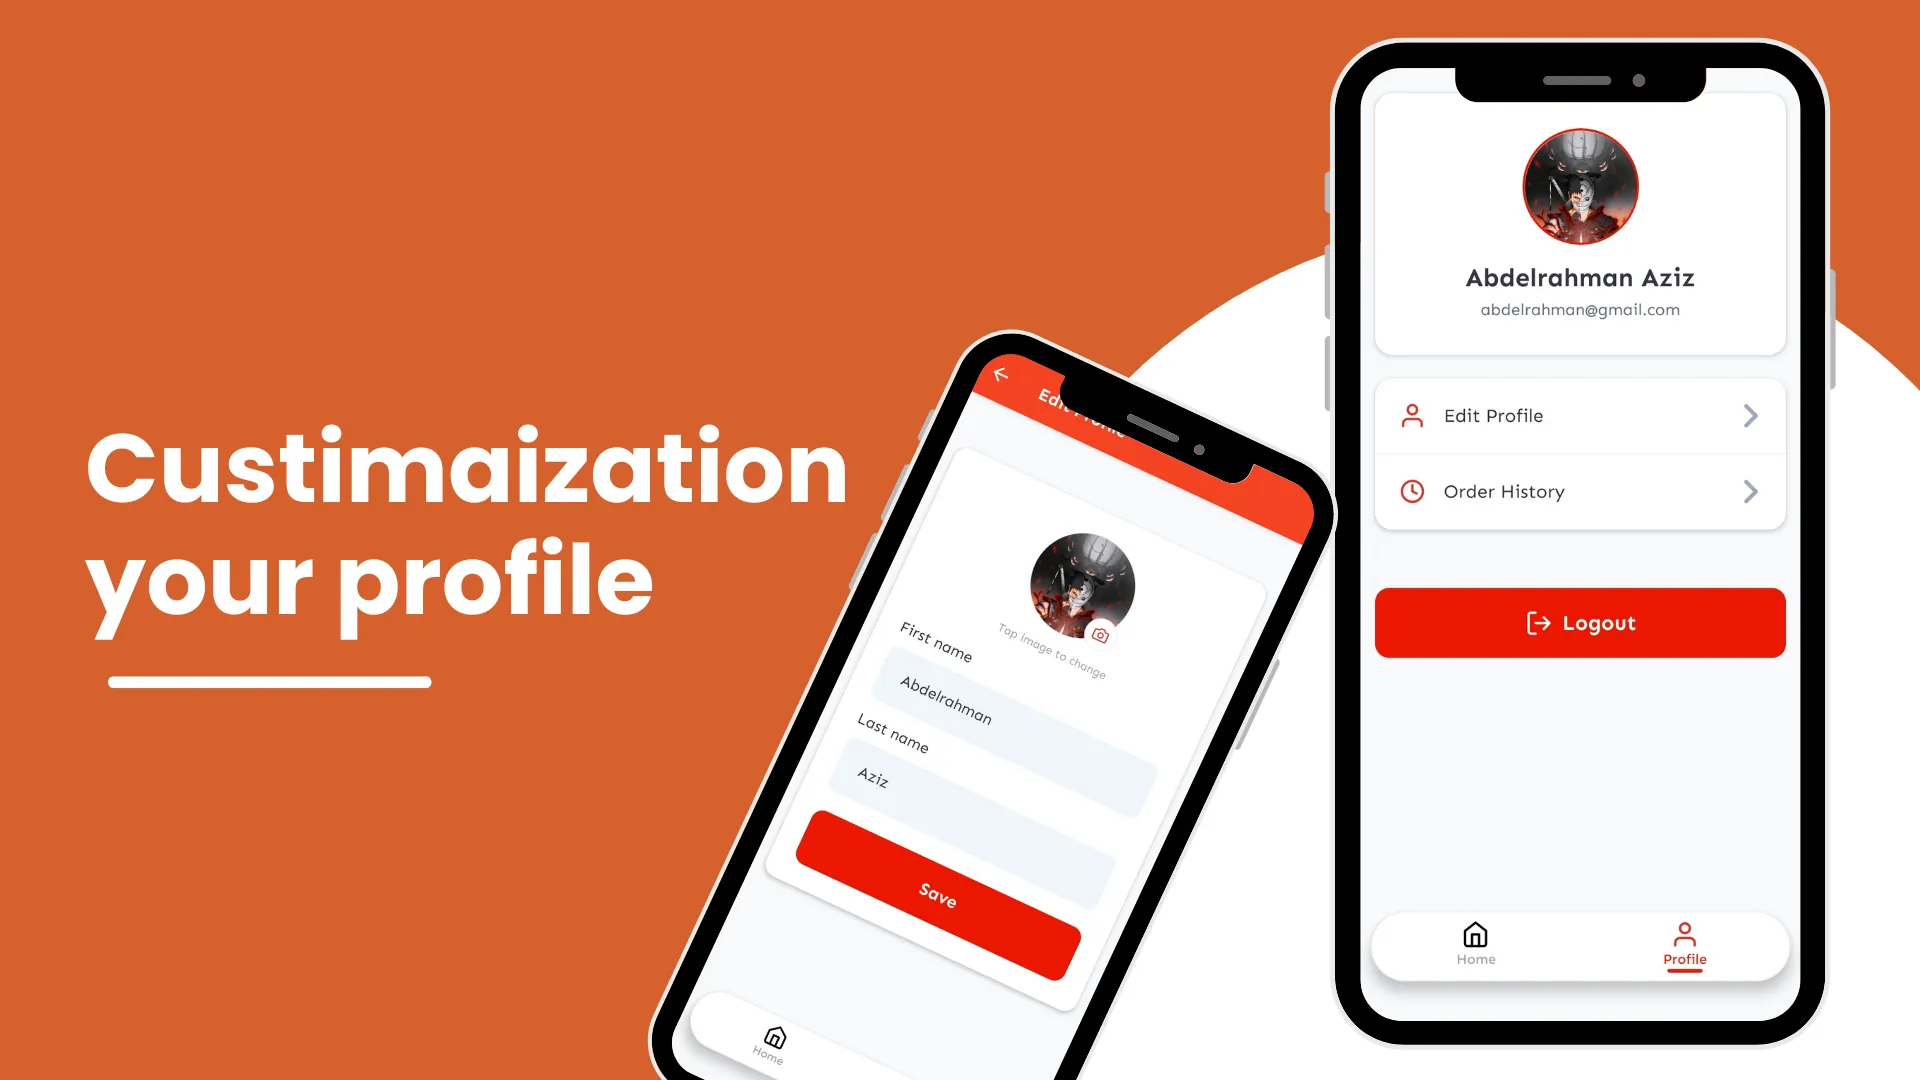 Custimaization
your profile
Edit Profile
Tap image to change
First name
Abdelrahman
Last name
Aziz
Save
Home
Abdelrahman Aziz
abdelrahman@gmail.com
Edit Profile
Order History
Logout
Home
Profile